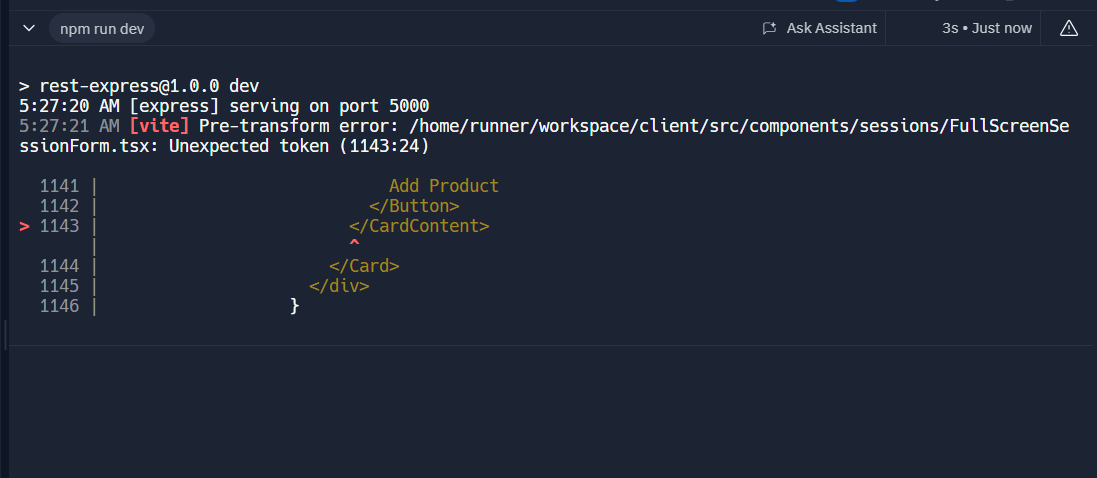 npm run dev
Ask Assistant
3s • Just now
> rest-express@1.0.0 dev
5:27:20 AM [express] serving on port 5000
5:27:21 AM [vite] Pre-transform error: /home/runner/workspace/client/src/components/sessions/FullScreenSe
ssionForm.tsx: Unexpected token (1143:24)
1141 |                             Add Product
1142 |                           </Button>
> 1143 |                         </CardContent>
|                         ^
1144 |                       </Card>
1145 |                     </div>
1146 |                   }